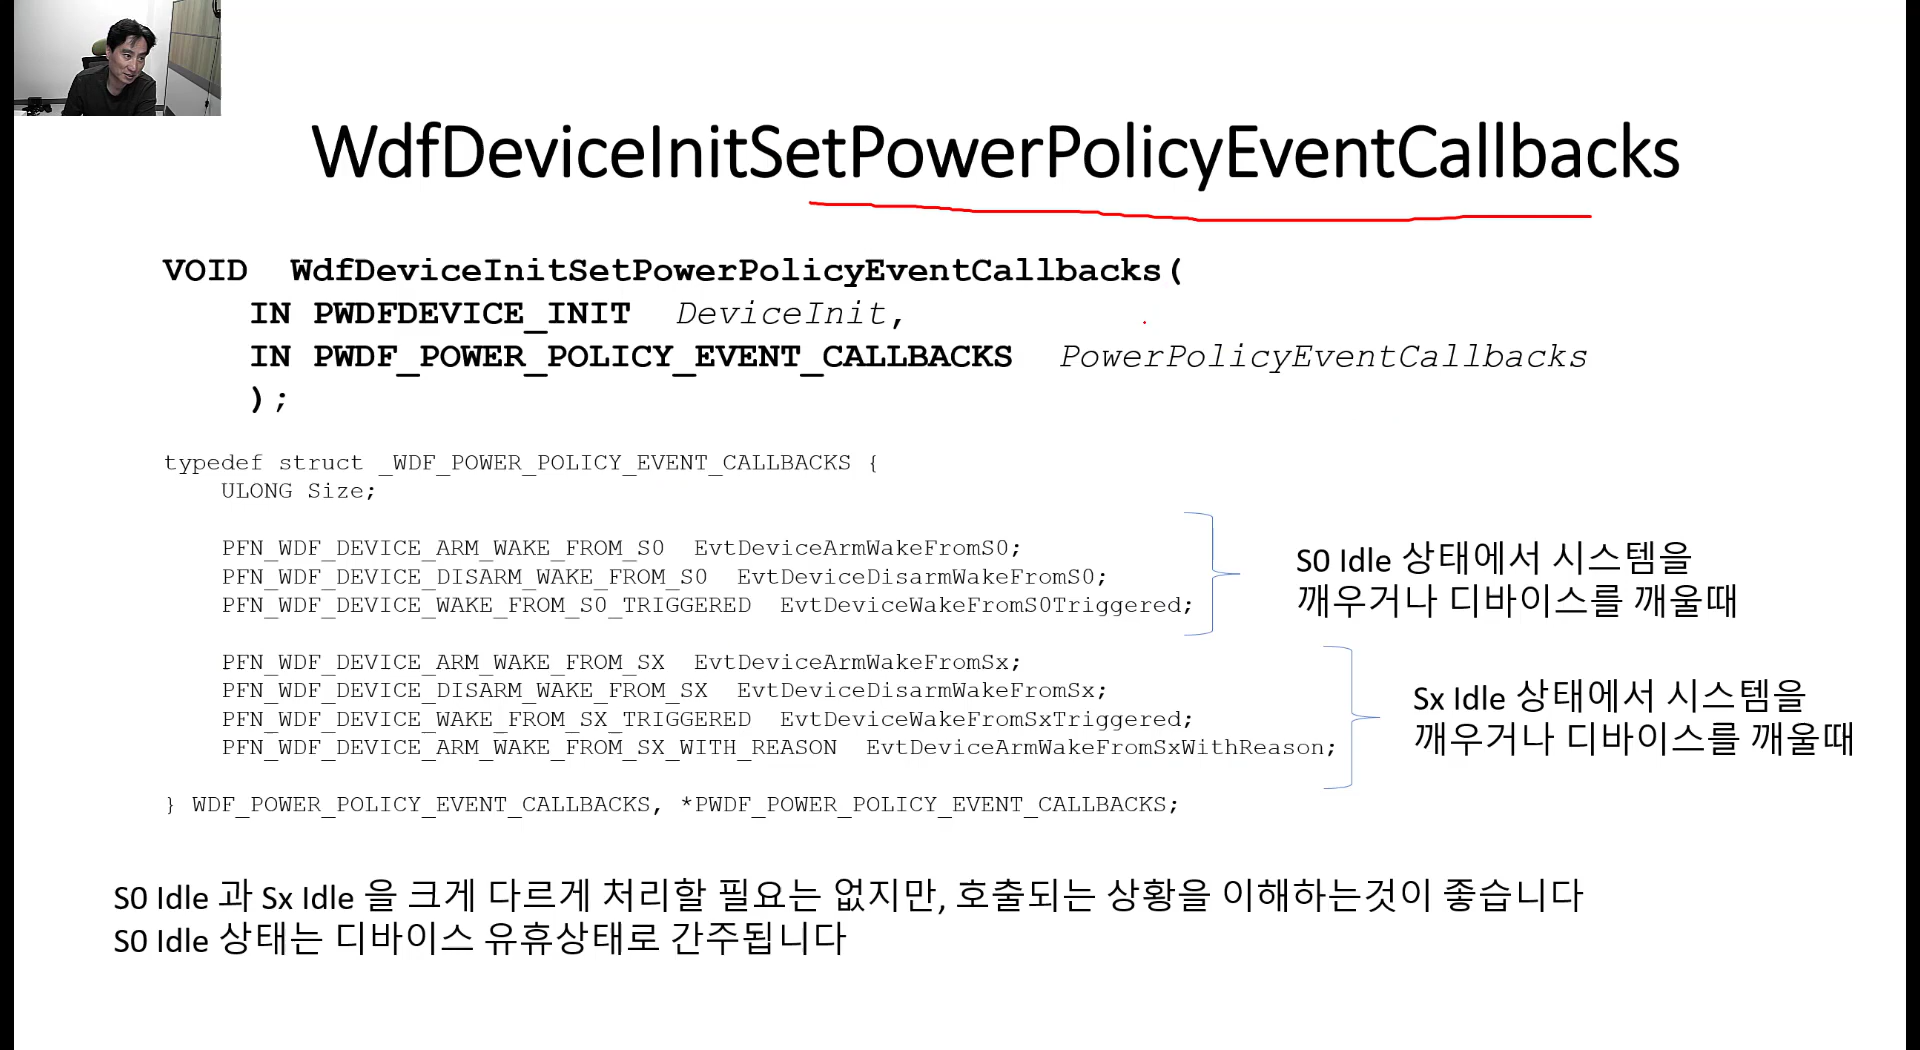 WdfDeviceInitSetPowerPolicyEventCallbacks
VOID  WdfDeviceInitSetPowerPolicyEventCallbacks(
    IN PWDFDEVICE_INIT  DeviceInit,
    IN PWDF_POWER_POLICY_EVENT_CALLBACKS  PowerPolicyEventCallbacks
    );
typedef struct _WDF_POWER_POLICY_EVENT_CALLBACKS {
    ULONG Size;
    PFN_WDF_DEVICE_ARM_WAKE_FROM_S0  EvtDeviceArmWakeFromS0;
    PFN_WDF_DEVICE_DISARM_WAKE_FROM_S0  EvtDeviceDisarmWakeFromS0;
    PFN_WDF_DEVICE_WAKE_FROM_S0_TRIGGERED  EvtDeviceWakeFromS0Triggered;
S0 Idle 상태에서 시스템을
깨우거나 디바이스를 깨울때
    PFN_WDF_DEVICE_ARM_WAKE_FROM_SX  EvtDeviceArmWakeFromSx;
    PFN_WDF_DEVICE_DISARM_WAKE_FROM_SX  EvtDeviceDisarmWakeFromSx;
    PFN_WDF_DEVICE_WAKE_FROM_SX_TRIGGERED  EvtDeviceWakeFromSxTriggered;
    PFN_WDF_DEVICE_ARM_WAKE_FROM_SX_WITH_REASON  EvtDeviceArmWakeFromSxWithReason;
Sx Idle 상태에서 시스템을
깨우거나 디바이스를 깨울때
} WDF_POWER_POLICY_EVENT_CALLBACKS, *PWDF_POWER_POLICY_EVENT_CALLBACKS;
S0 Idle 과 Sx Idle 을 크게 다르게 처리할 필요는 없지만, 호출되는 상황을 이해하는것이 좋습니다
S0 Idle 상태는 디바이스 유휴상태로 간주됩니다